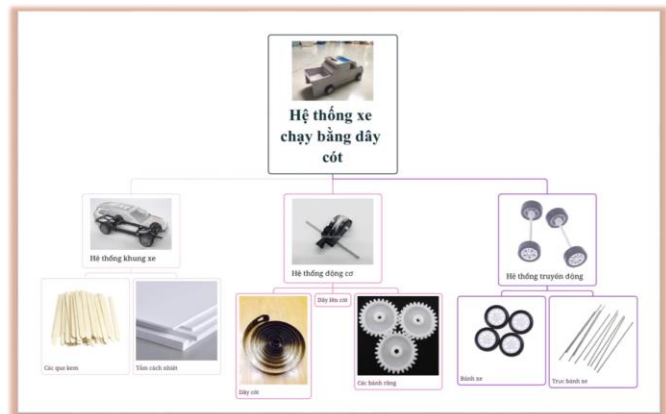 Hệ thống xe
chạy bằng dây
cót
Hệ thống khung xe
Hệ thống động cơ
Hệ thống truyền động
Các que kem
Tấm cách nhiệt
Dây cót
Dây lên cót
Các bánh răng
Bánh xe
Trục bánh xe